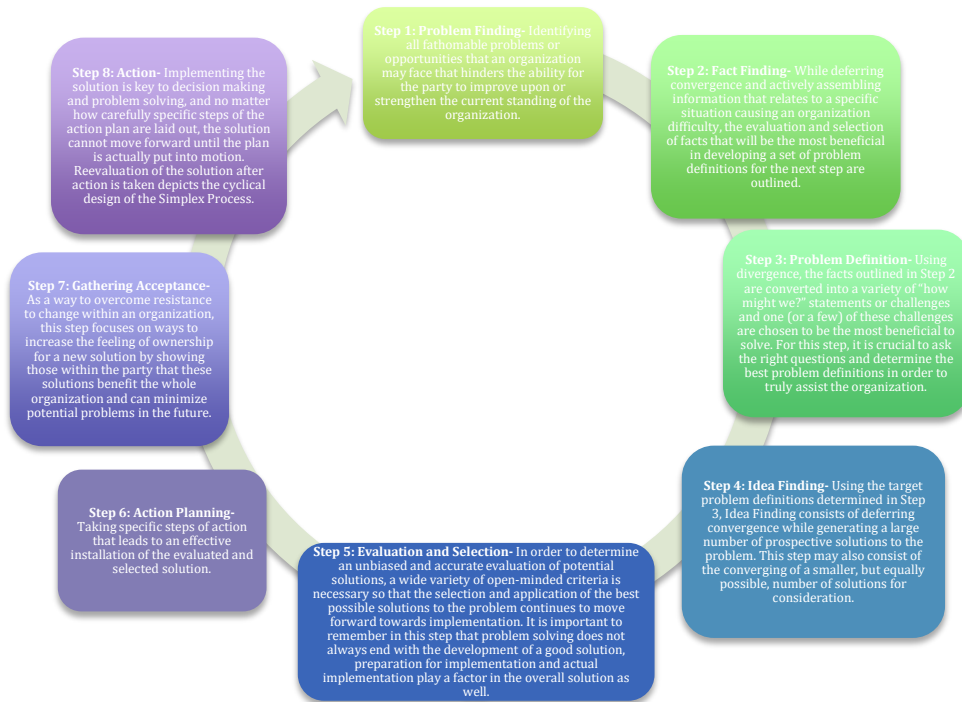 Step 1: Problem Finding- Identifying
all fathomable problems or
opportunities that an organization
may face that hinders the ability for
the party to improve upon or
strengthen the current standing of the
organization.
Step 2: Fact Finding- While deferring
convergence and actively assembling
information that relates to a specific
situation causing an organization
difficulty, the evaluation and selection
of facts that will be the most beneficial
in developing a set of problem
definitions for the next step are
outlined.
Step 3: Problem Definition- Using
divergence, the facts outlined in Step 2
are converted into a variety of "how
might we?" statements or challenges
and one (or a few) of these challenges
are chosen to be the most beneficial to
solve. For this step, it is crucial to ask
the right questions and determine the
best problem definitions in order to
truly assist the organization.
Step 4: Idea Finding- Using the target
problem definitions determined in Step
3, Idea Finding consists of deferring
convergence while generating a large
number of prospective solutions to the
problem. This step may also consist of
the converging of a smaller, but equally
possible, number of solutions for
consideration.
Step 5: Evaluation and Selection- In order to determine
an unbiased and accurate evaluation of potential
solutions, a wide variety of open-minded criteria is
necessary so that the selection and application of the best
possible solutions to the problem continues to move
forward towards implementation. It is important to
remember in this step that problem solving does not
always end with the development of a good solution,
preparation for implementation and actual
implementation play a factor in the overall solution as
well.
Step 6: Action Planning-
Taking specific steps of action
that leads to an effective
installation of the evaluated and
selected solution.
Step 7: Gathering Acceptance-
As a way to overcome resistance
to change within an organization,
this step focuses on ways to
increase the feeling of ownership
for a new solution by showing
those within the party that these
solutions benefit the whole
organization and can minimize
potential problems in the future.
Step 8: Action- Implementing the
solution is key to decision making
and problem solving, and no matter
how carefully specific steps of the
action plan are laid out, the solution
cannot move forward until the plan
is actually put into motion.
Reevaluation of the solution after
action is taken depicts the cyclical
design of the Simplex Process.